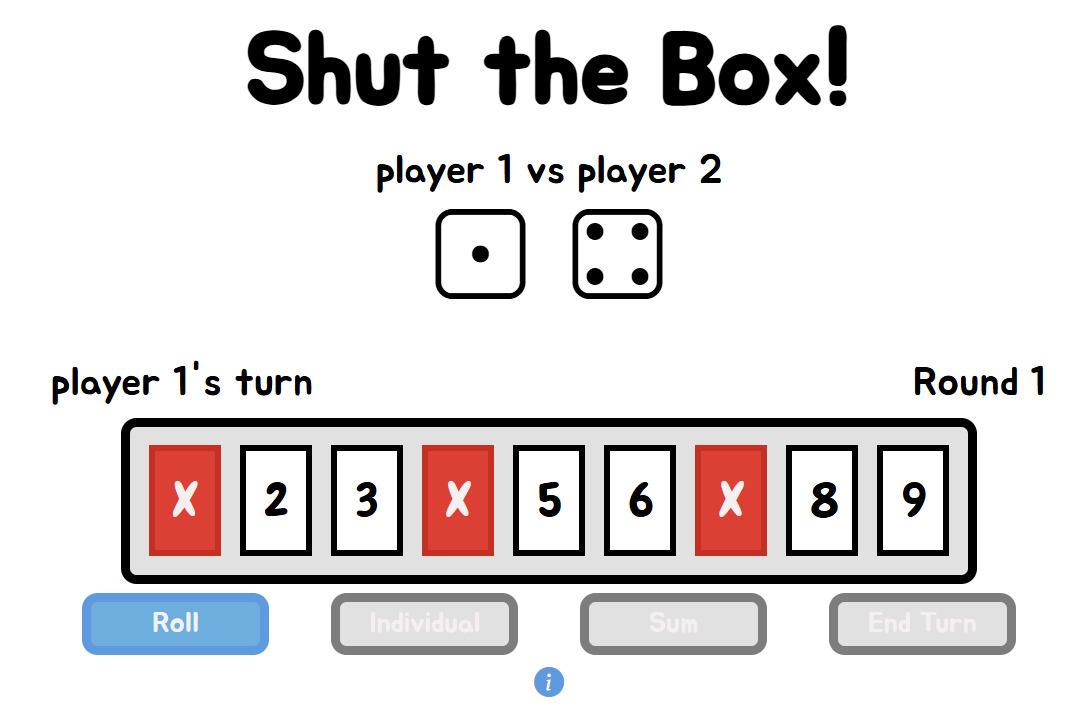 Shut the Box!
player 1 vs player 2
player 1's turn Round 1
X 2 3 X 5 6 X 8 9
Roll Individual Sum End Turn
i